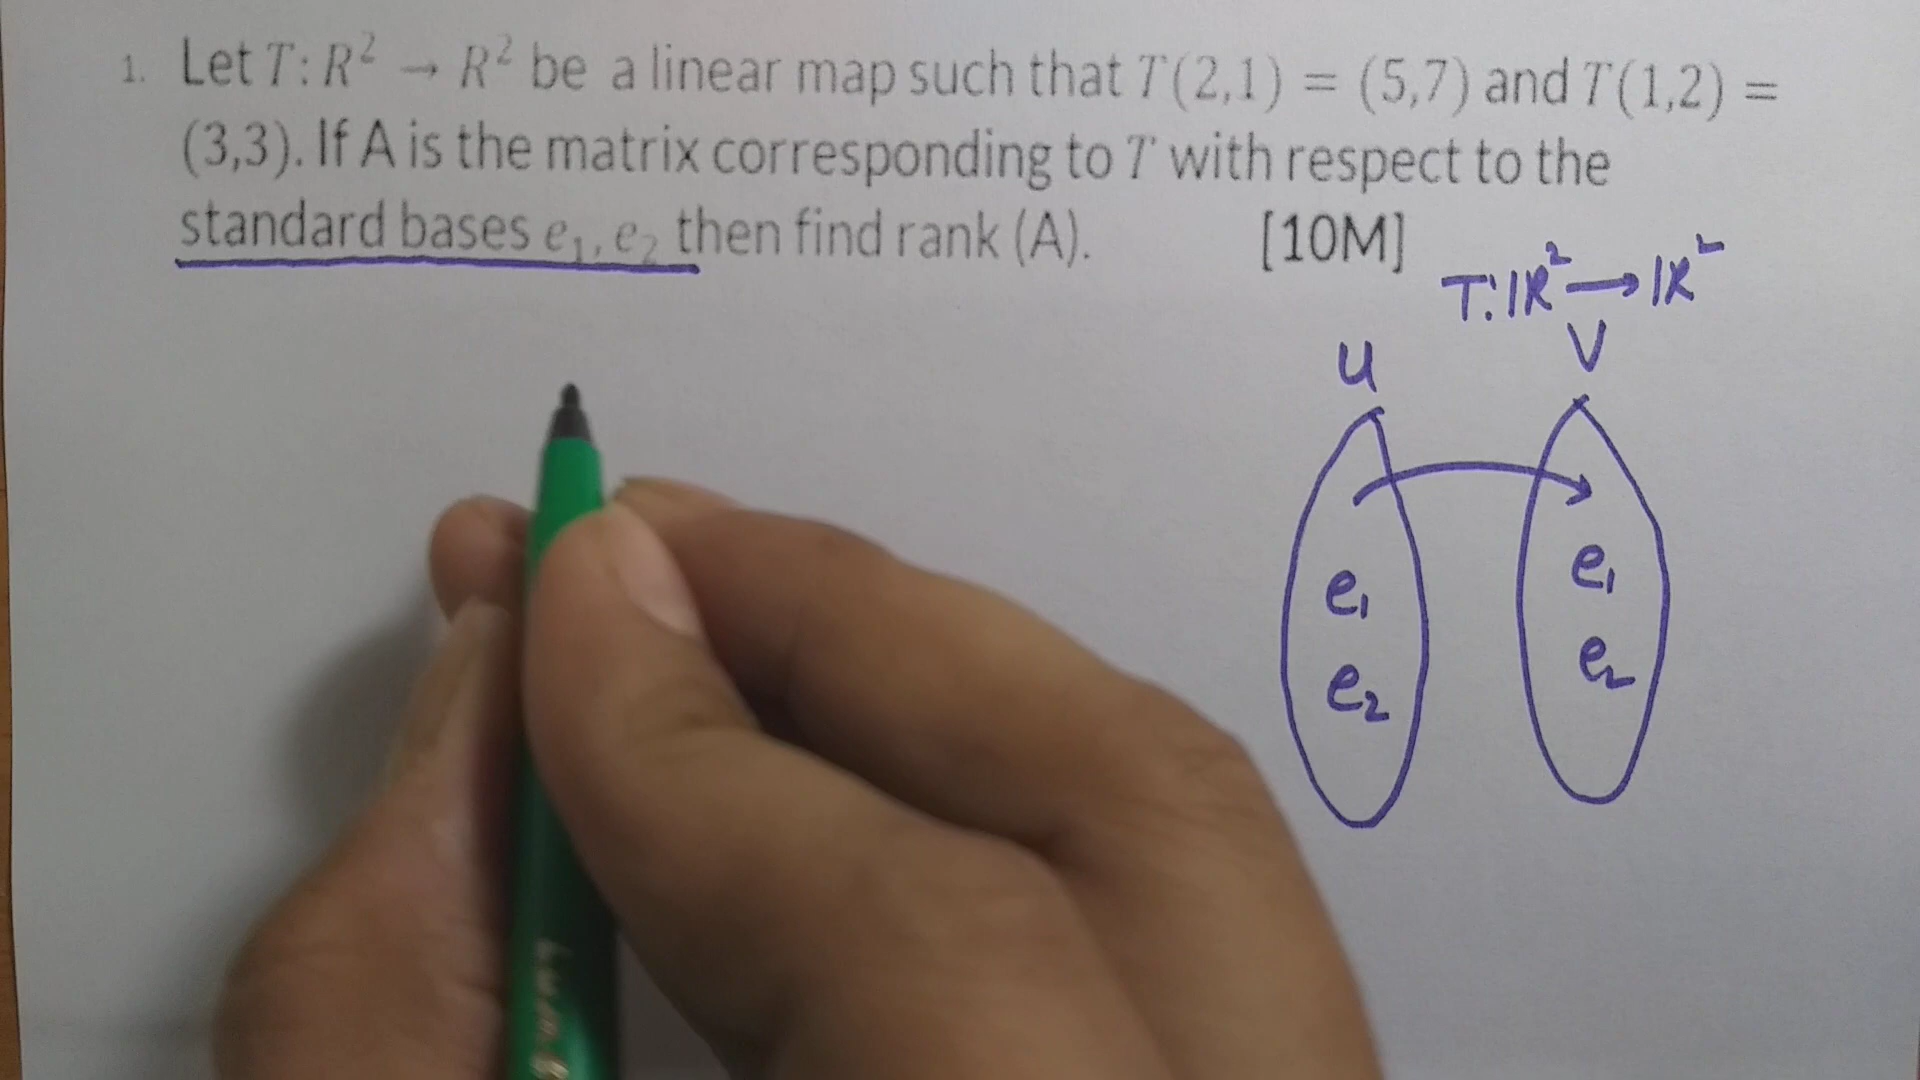 1. Let T: R² → R² be a linear map such that T(2,1) = (5,7) and T(1,2) =
(3,3). If A is the matrix corresponding to T with respect to the
standard bases e₁, e₂ then find rank (A). [10M]
T: ℝ² → ℝ²
U V
e₁ e₁
e₂ e₂